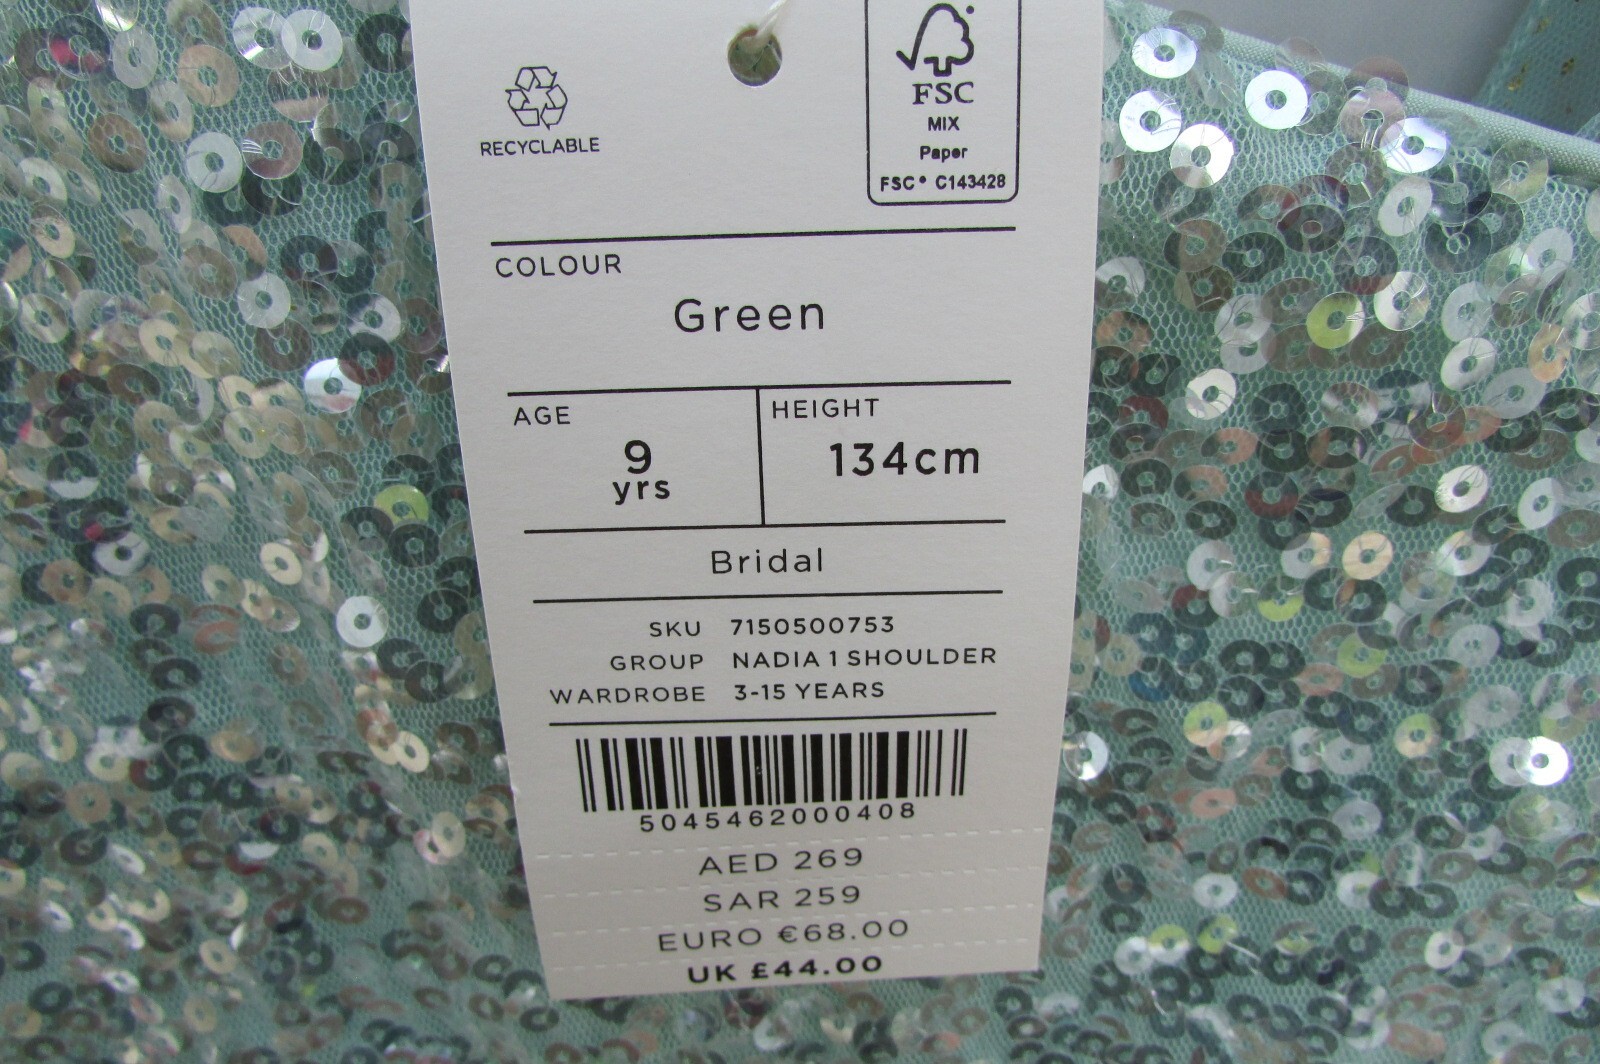 RECYCLABLE
FSC
MIX
Paper
FSC® C143428
COLOUR
Green
AGE
9
yrs
HEIGHT
134cm
Bridal
SKU 7150500753
GROUP NADIA 1 SHOULDER
WARDROBE 3-15 YEARS
5045462000408
AED 269
SAR 259
EURO €68.00
UK £44.00